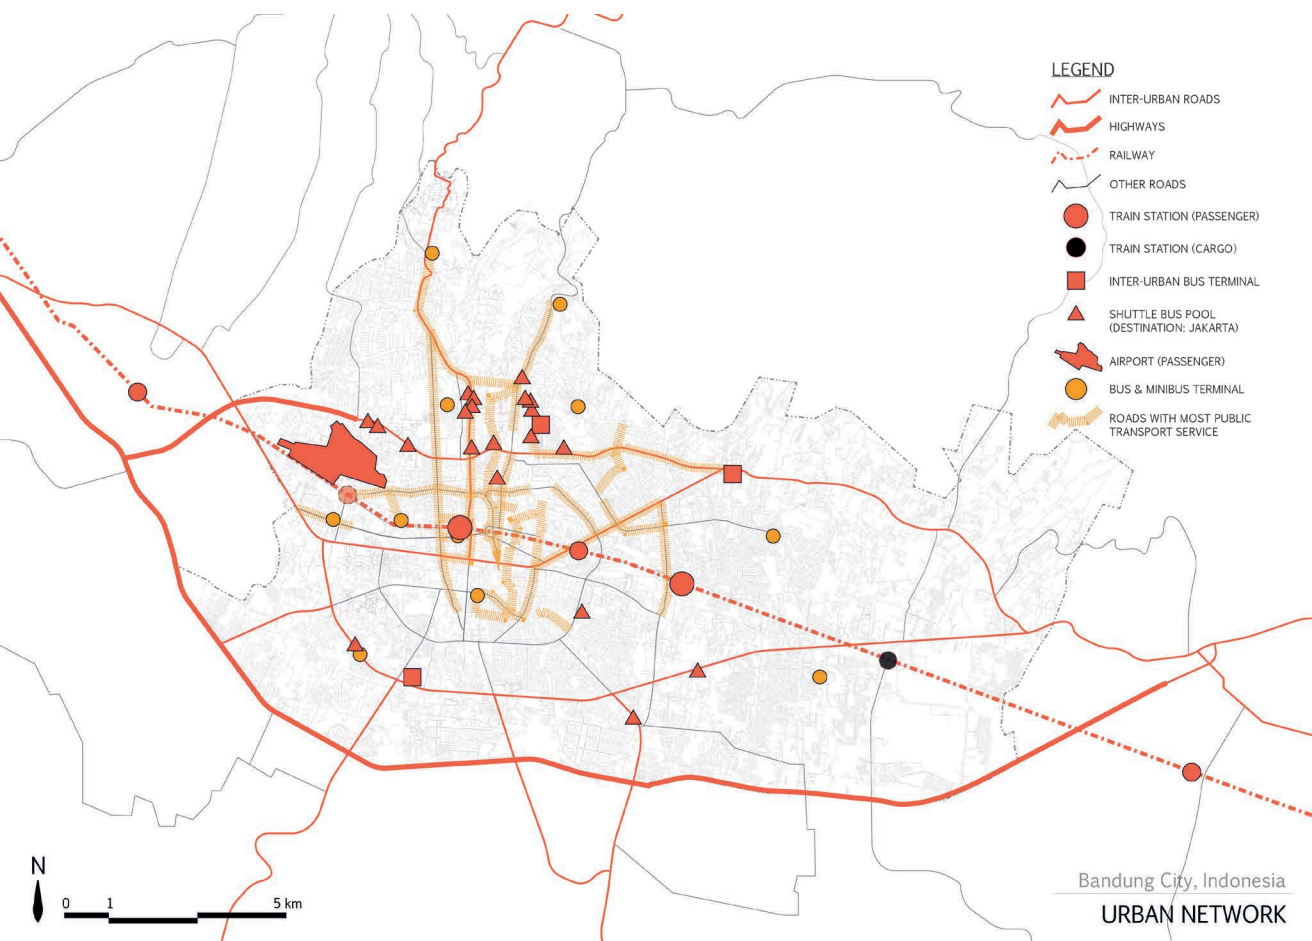 LEGEND
INTER-URBAN ROADS
HIGHWAYS
RAILWAY
OTHER ROADS
TRAIN STATION (PASSENGER)
TRAIN STATION (CARGO)
INTER-URBAN BUS TERMINAL
SHUTTLE BUS POOL
(DESTINATION: JAKARTA)
AIRPORT (PASSENGER)
BUS & MINIBUS TERMINAL
ROADS WITH MOST PUBLIC
TRANSPORT SERVICE
N
0 1 5 km
Bandung City, Indonesia
URBAN NETWORK